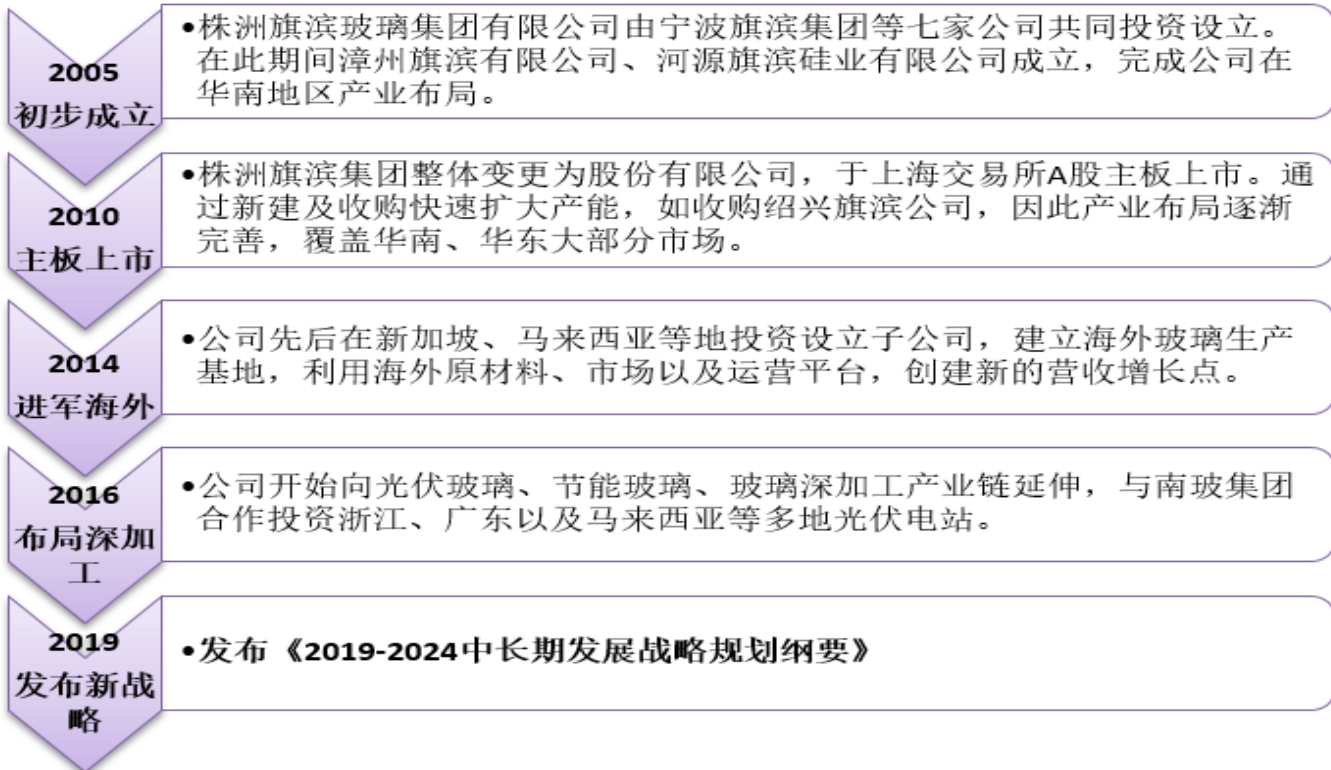 2005
初步成立
•株洲旗滨玻璃集团有限公司由宁波旗滨集团等七家公司共同投资设立。
在此期间漳州旗滨有限公司、河源旗滨硅业有限公司成立，完成公司在
华南地区产业布局。
2010
主板上市
•株洲旗滨集团整体变更为股份有限公司，于上海交易所A股主板上市。通
过新建及收购快速扩大产能，如收购绍兴旗滨公司，因此产业布局逐渐
完善，覆盖华南、华东大部分市场。
2014
进军海外
•公司先后在新加坡、马来西亚等地投资设立子公司，建立海外玻璃生产
基地，利用海外原材料、市场以及运营平台，创建新的营收增长点。
2016
布局深加
工
•公司开始向光伏玻璃、节能玻璃、玻璃深加工产业链延伸，与南玻集团
合作投资浙江、广东以及马来西亚等多地光伏电站。
2019
发布新战
略
•发布《2019-2024中长期发展战略规划纲要》